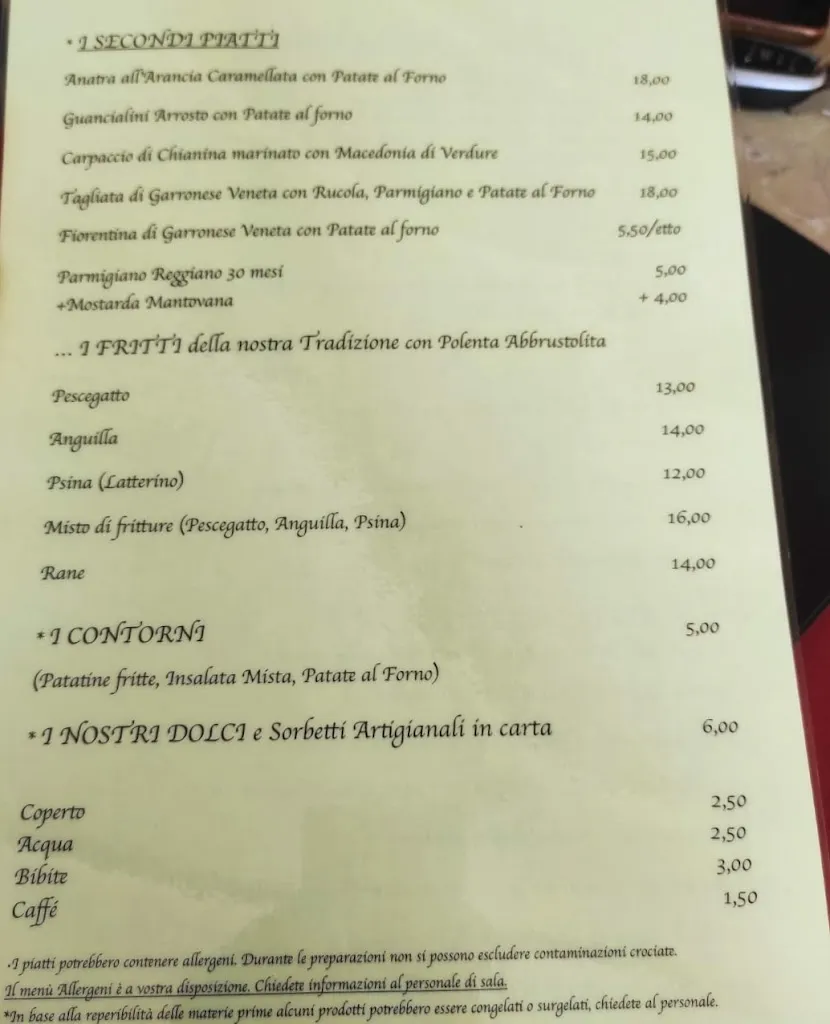 • I SECONDI PIATTI
Anatra all'Arancia Caramellata con Patate al Forno 18,00
Guancialini Arrosto con Patate al forno 14,00
Carpaccio di Chianina marinato con Macedonia di Verdure 15,00
Tagliata di Garronese Veneta con Rucola, Parmigiano e Patate al Forno 18,00
Fiorentina di Garronese Veneta con Patate al forno 5,50/etto
Parmigiano Reggiano 30 mesi 5,00
+Mostarda Mantovana + 4,00
... I FRITTI della nostra Tradizione con Polenta Abbrustolita
Pescegatto 13,00
Anguilla 14,00
Psina (Latterino) 12,00
Misto di fritture (Pescegatto, Anguilla, Psina) 16,00
Rane 14,00
* I CONTORNI 5,00
(Patatine fritte, Insalata Mista, Patate al Forno)
* I NOSTRI DOLCI e Sorbetti Artigianali in carta 6,00
Coperto 2,50
Acqua 2,50
Bibite 3,00
Caffé 1,50
•I piatti potrebbero contenere allergeni. Durante le preparazioni non si possono escludere contaminazioni crociate.
Il menù Allergeni è a vostra disposizione. Chiedete informazioni al personale di sala.
*In base alla reperibilità delle materie prime alcuni prodotti potrebbero essere congelati o surgelati, chiedete al personale.